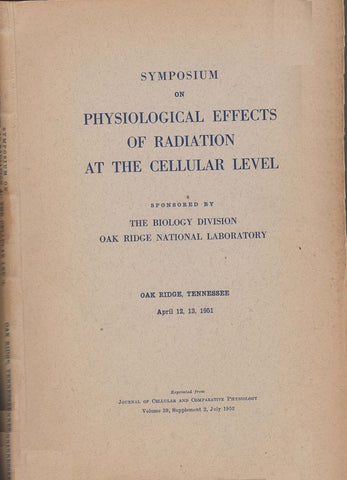 SYMPOSIUM
ON
PHYSIOLOGICAL EFFECTS
OF RADIATION
AT THE CELLULAR LEVEL
SPONSORED BY
THE BIOLOGY DIVISION
OAK RIDGE NATIONAL LABORATORY
OAK RIDGE, TENNESSEE
April 12, 13, 1951
Reprinted from
JOURNAL OF CELLULAR AND COMPARATIVE PHYSIOLOGY
Volume 39, Supplement 2, July 1952